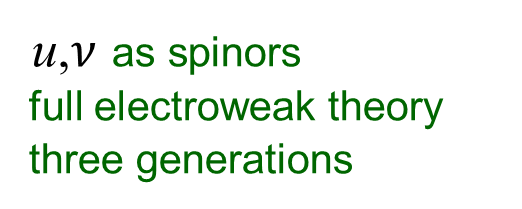 u,ν as spinors
full electroweak theory
three generations